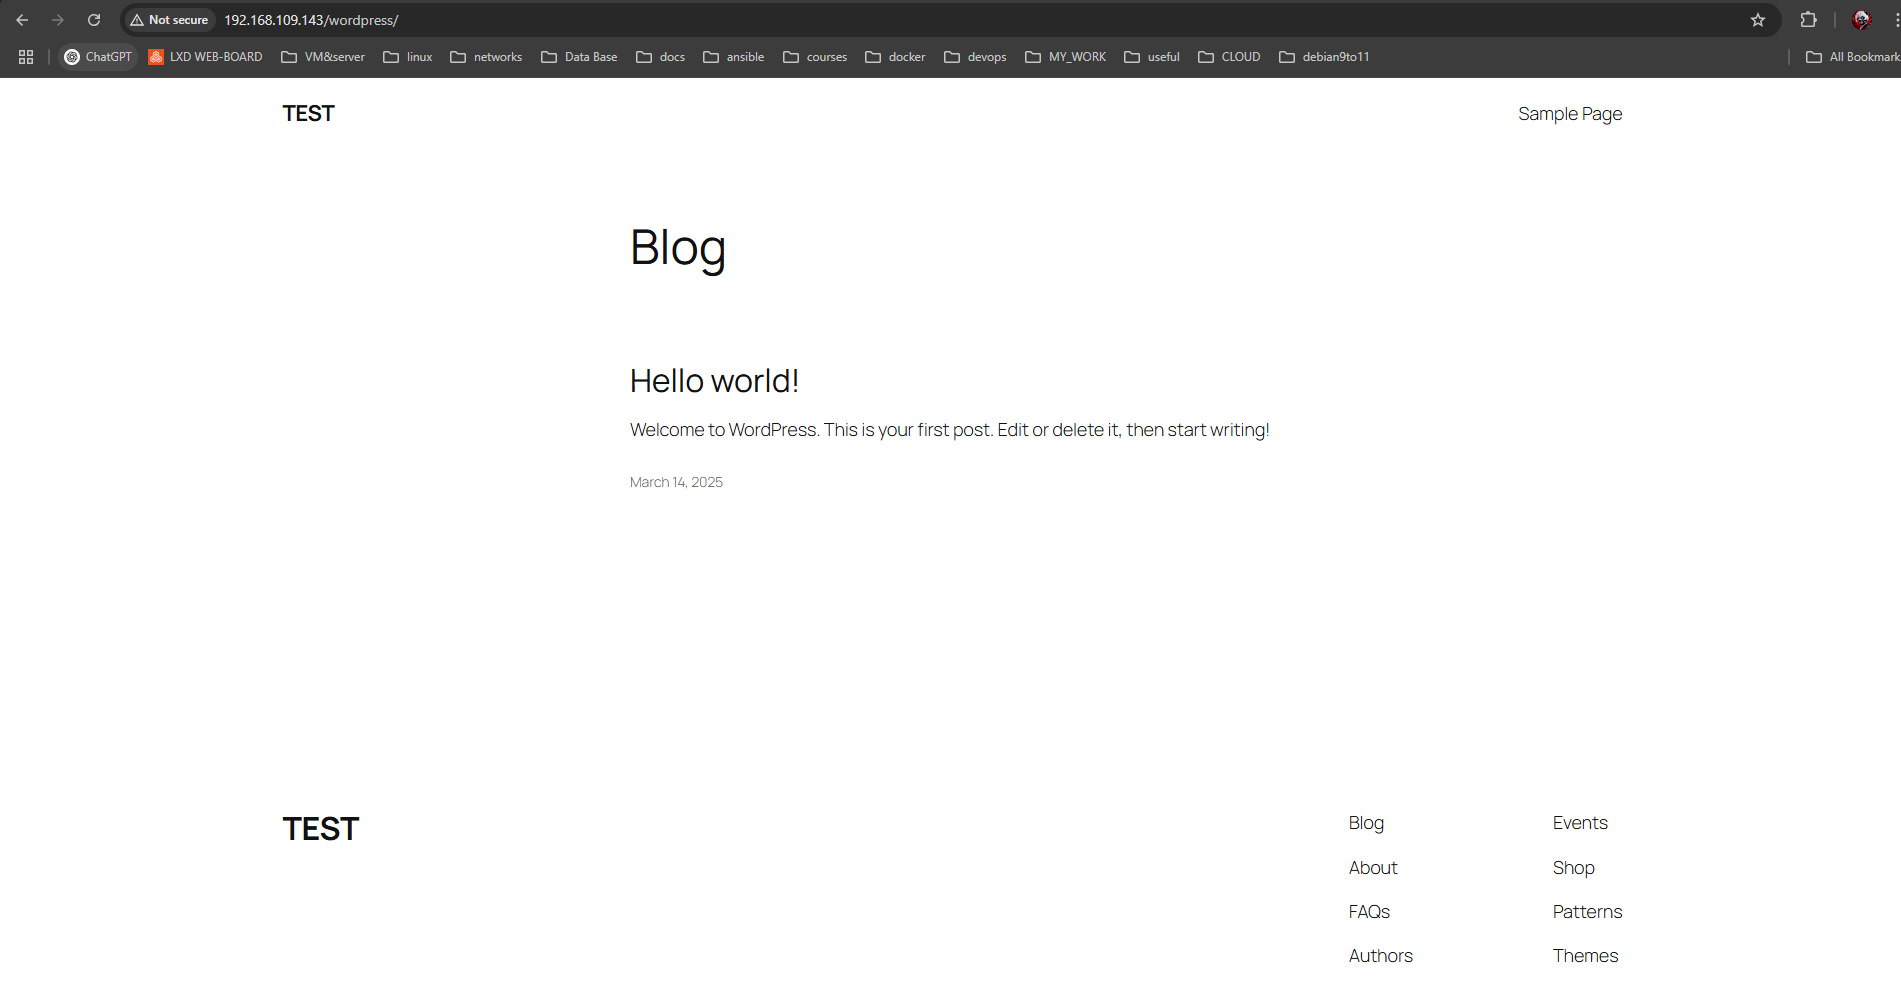 Not secure 192.168.109.143/wordpress/
ChatGPT LXD WEB-BOARD VM&server linux networks Data Base docs ansible courses docker devops MY_WORK useful CLOUD debian9to11 All Bookmark
TEST Sample Page
Blog
Hello world!
Welcome to WordPress. This is your first post. Edit or delete it, then start writing!
March 14, 2025
TEST
Blog Events
About Shop
FAQs Patterns
Authors Themes